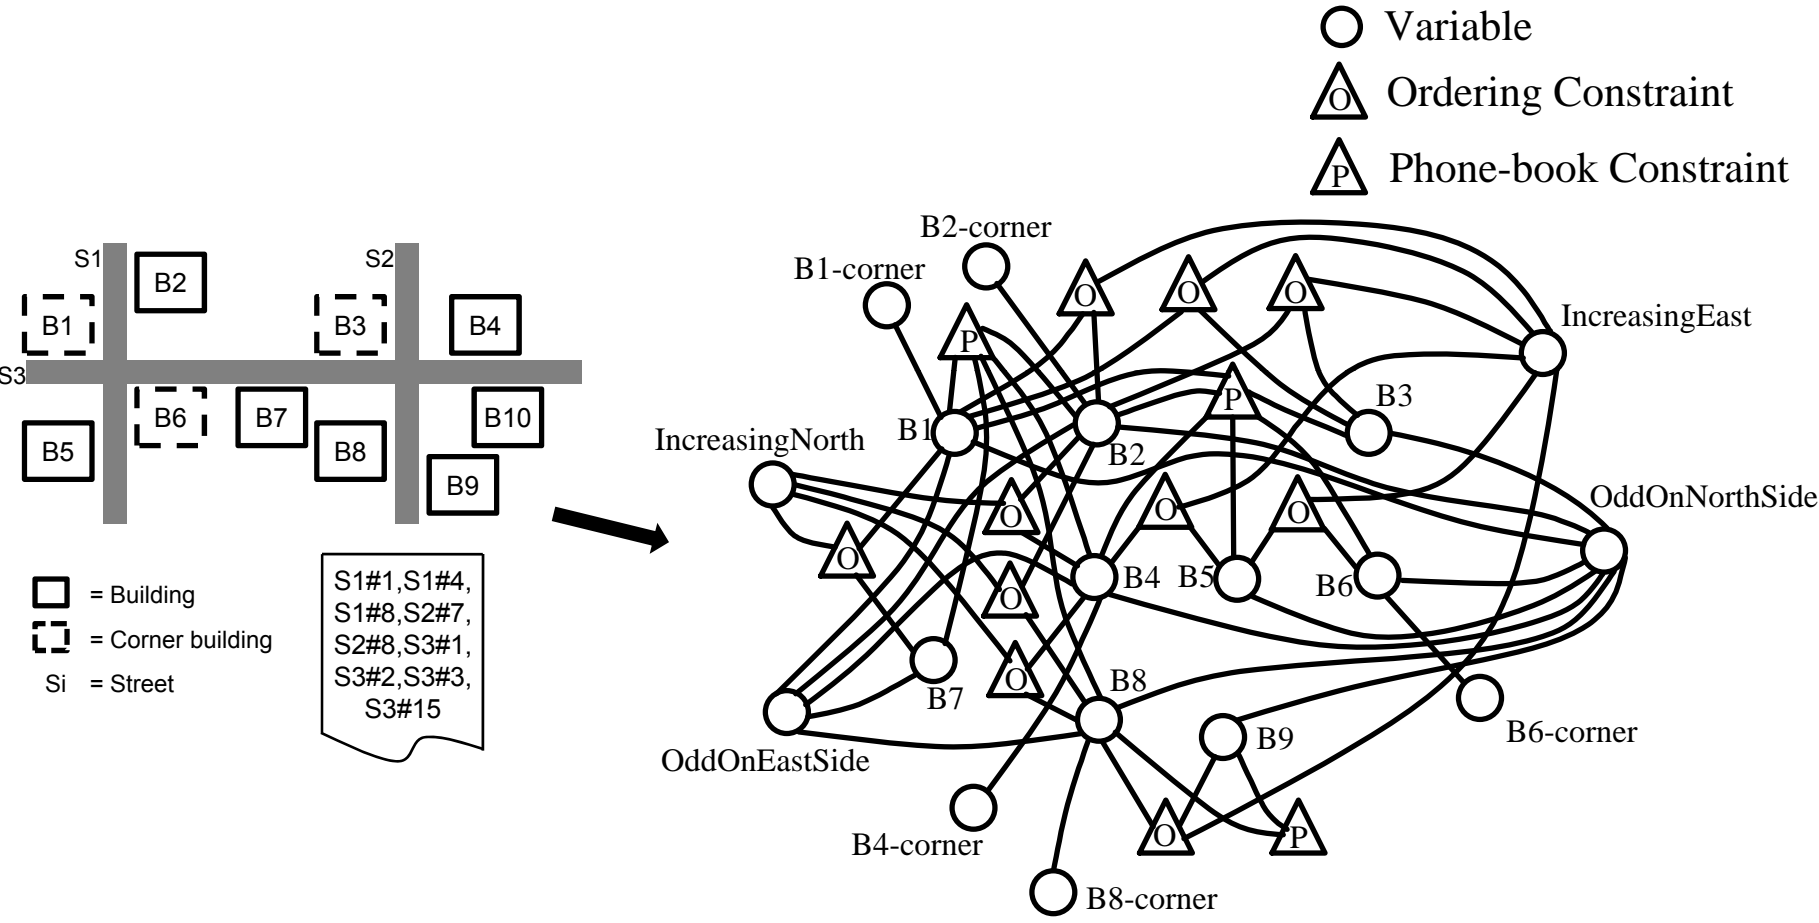 Variable
O Ordering Constraint
P Phone-book Constraint
S1
B2
S2
B1
B3
B4
S3
B6
B7
B10
B5
B8
B9
= Building
= Corner building
Si = Street
S1#1,S1#4,
S1#8,S2#7,
S2#8,S3#1,
S3#2,S3#3,
S3#15
B2-corner
B1-corner
O
O
O
IncreasingEast
P
P
B3
B1
B2
IncreasingNorth
OddOnNorthSide
O
O
O
O
B4
B5
B6
O
O
B7
B8
OddOnEastSide
B9
B6-corner
B4-corner
O
P
B8-corner